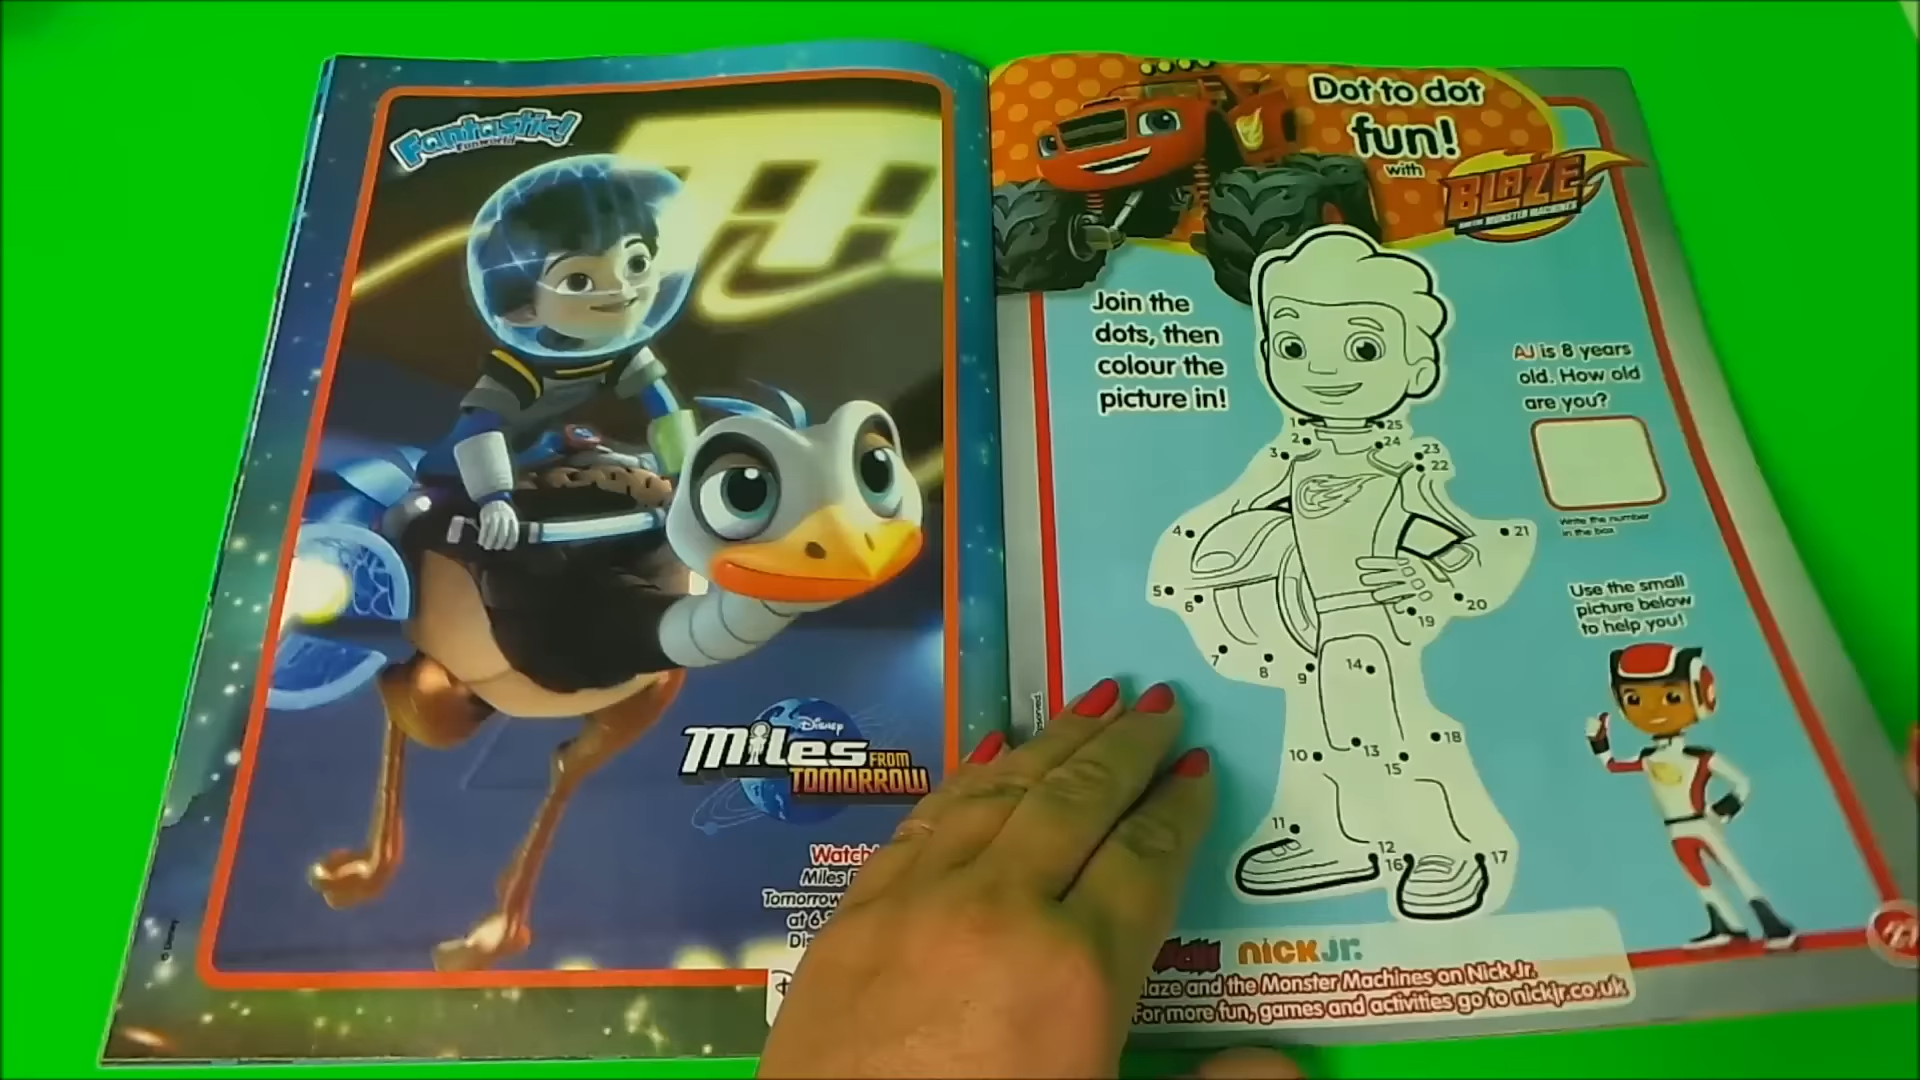 Fantastic!
Funworld
Disney
Miles FROM
TOMORROW
Watch
Miles
Tomorrow
at
© Disney
Dot to dot
fun!
with
BLAZE
AND THE MONSTER MACHINES
Join the
dots, then
colour the
picture in!
AJ is 8 years
old. How old
are you?
Write the number
in the box
Use the small
picture below
to help you!
1
25
2
24
3
23
22
4
21
5
6
20
19
7
8
9
14
10
13
18
15
11
12
16
17
nick jr.
and the Monster Machines on Nick Jr.
For more fun, games and activities go to nickjr.co.uk